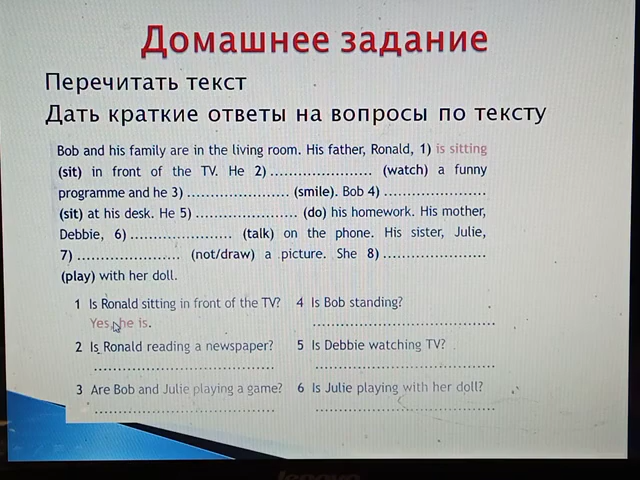 Домашнее задание
Перечитать текст
Дать краткие ответы на вопросы по тексту
Bob and his family are in the living room. His father, Ronald, 1) is sitting
(sit) in front of the TV. He 2) ...................... (watch) a funny
programme and he 3) ...................... (smile). Bob 4) ......................
(sit) at his desk. He 5) ...................... (do) his homework. His mother,
Debbie, 6) ...................... (talk) on the phone. His sister, Julie,
7) ...................... (not/draw) a picture. She 8) ......................
(play) with her doll.
1 Is Ronald sitting in front of the TV?
Yes, he is.
2 Is Ronald reading a newspaper?
......................................
3 Are Bob and Julie playing a game?
......................................
4 Is Bob standing?
......................................
5 Is Debbie watching TV?
......................................
6 Is Julie playing with her doll?
......................................
lenovo